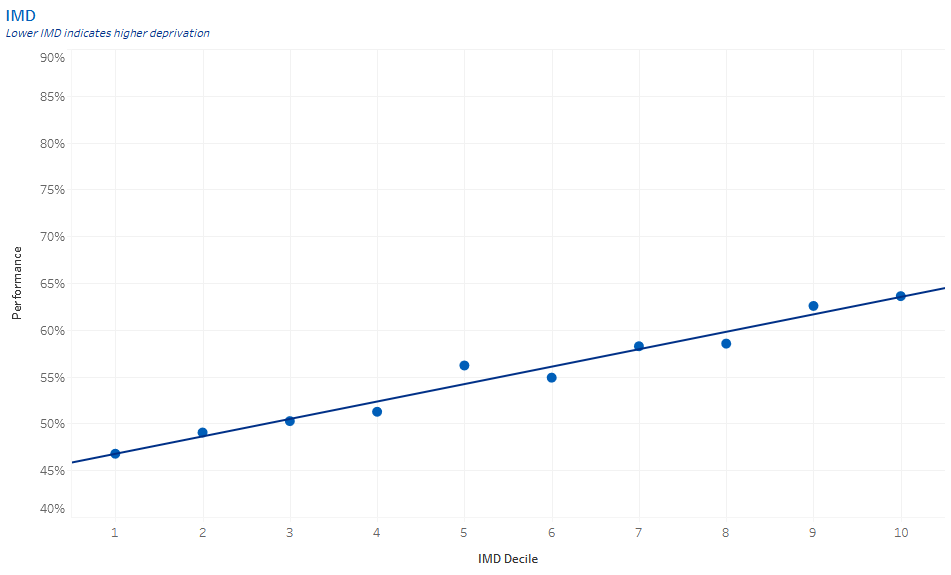 IMD
Lower IMD indicates higher deprivation
90%
85%
80%
75%
70%
65%
60%
55%
50%
45%
40%
Performance
1 2 3 4 5 6 7 8 9 10
IMD Decile